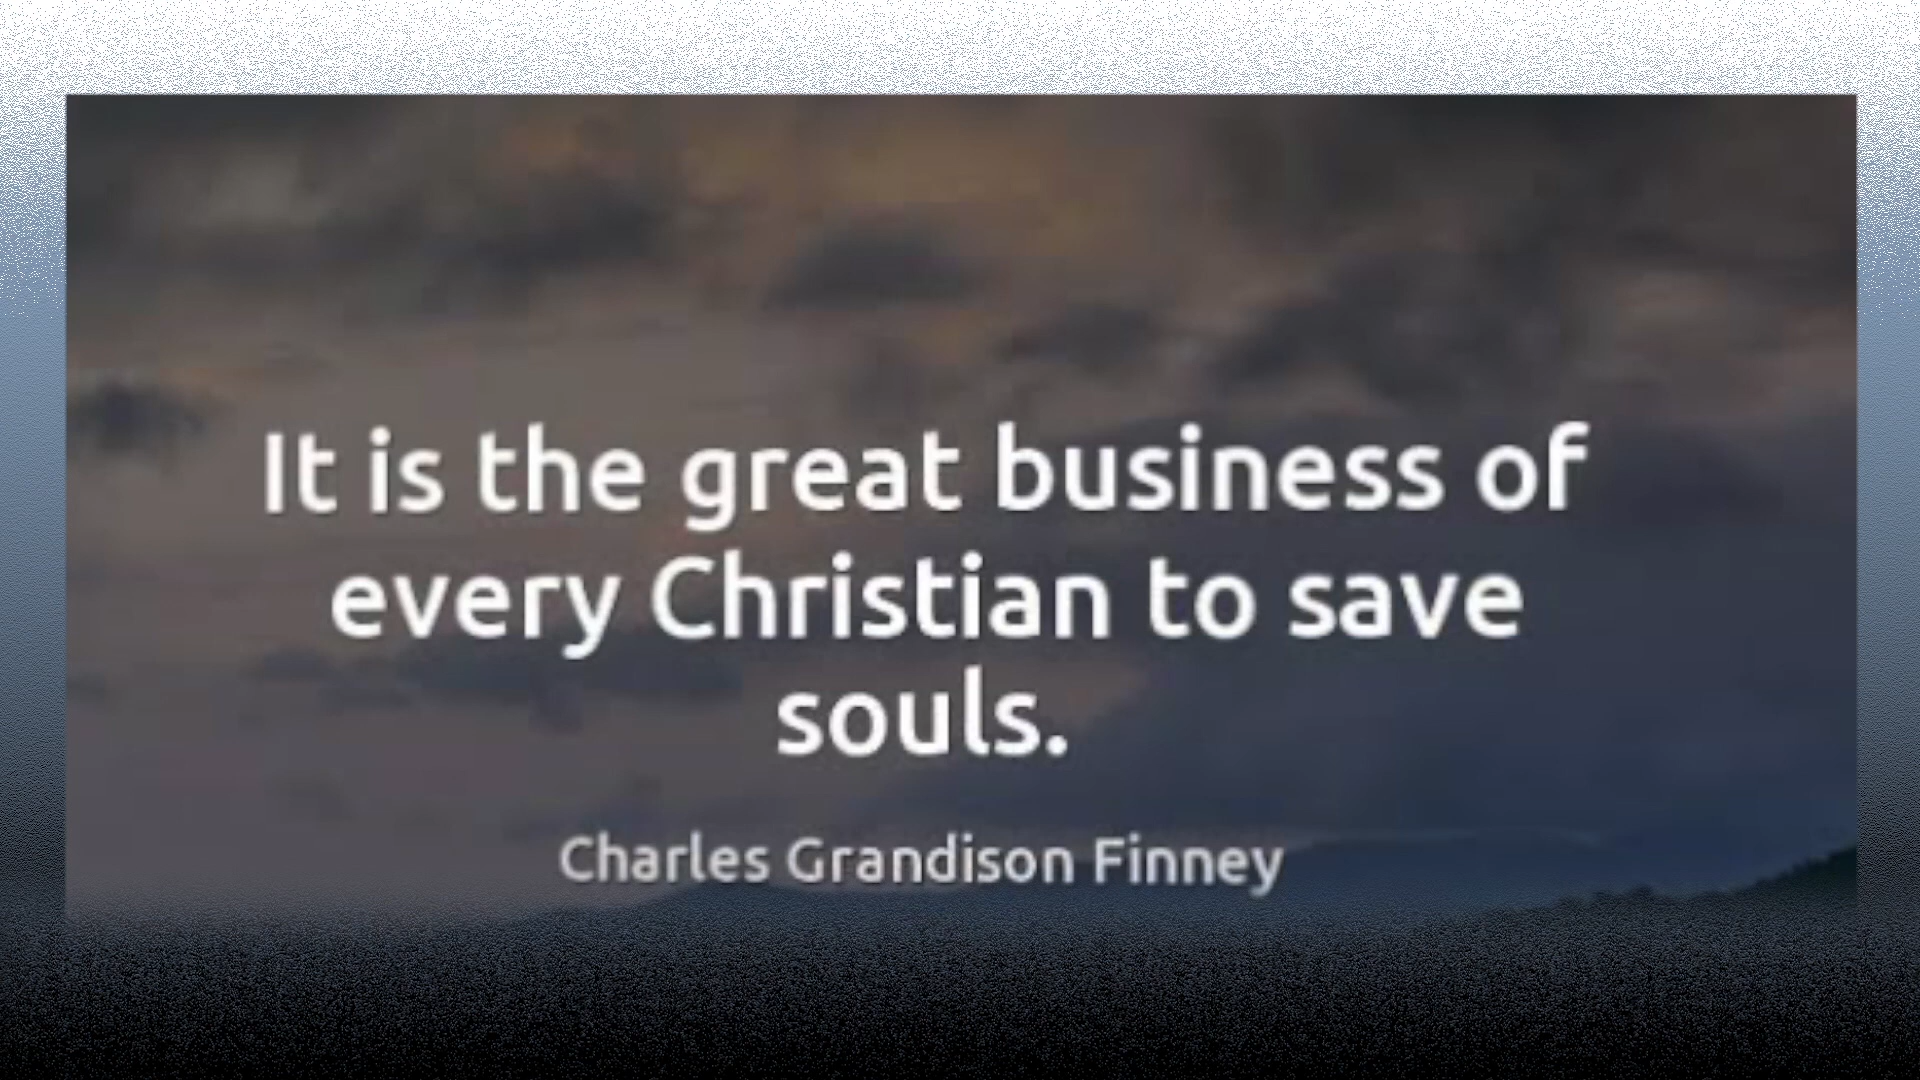 It is the great business of
every Christian to save
souls.
Charles Grandison Finney